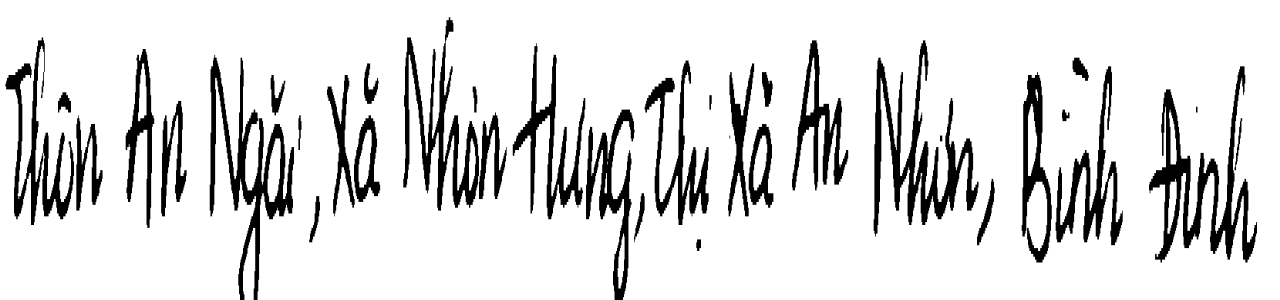 Thôn An Ngãi, Xã Nhơn Hưng, Thị Xã An Nhơn, Bình Định